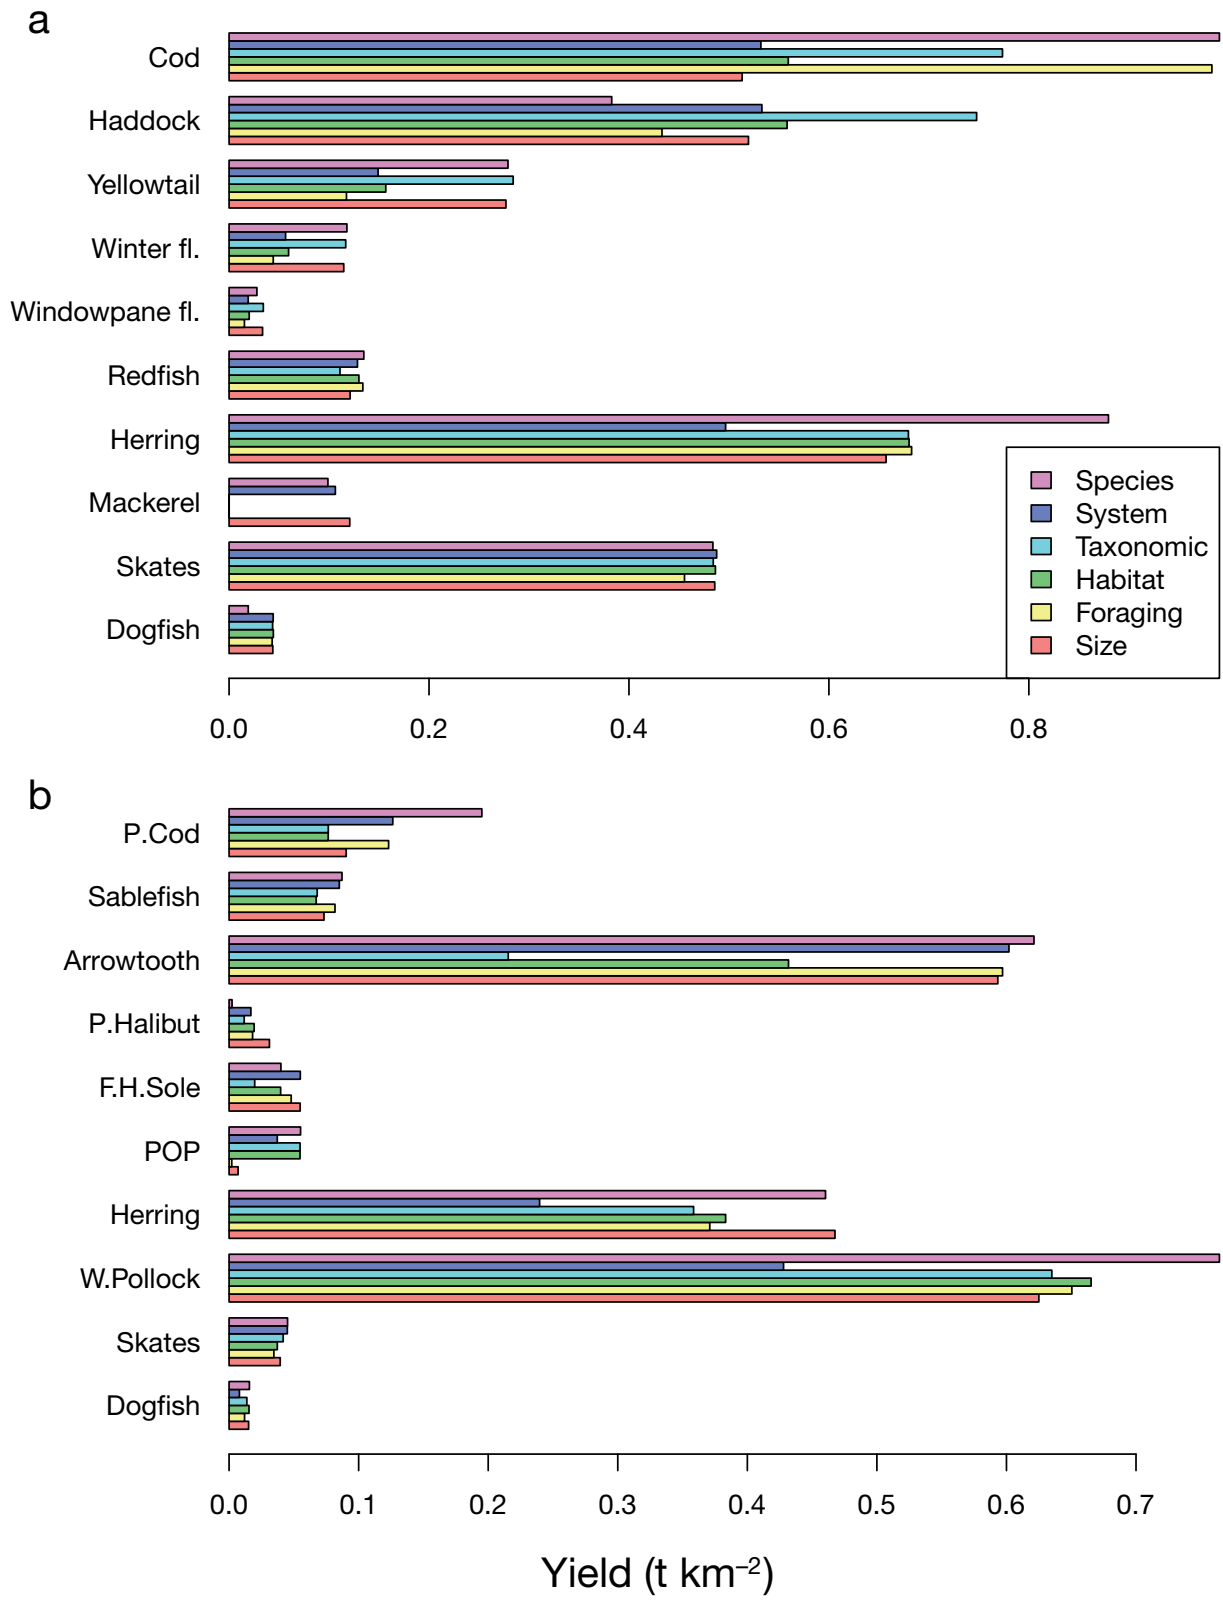 a
Cod
Haddock
Yellowtail
Winter fl.
Windowpane fl.
Redfish
Herring
Mackerel
Skates
Dogfish
Species
System
Taxonomic
Habitat
Foraging
Size
0.0 0.2 0.4 0.6 0.8
b
P.Cod
Sablefish
Arrowtooth
P.Halibut
F.H.Sole
POP
Herring
W.Pollock
Skates
Dogfish
0.0 0.1 0.2 0.3 0.4 0.5 0.6 0.7
Yield (t km⁻²)